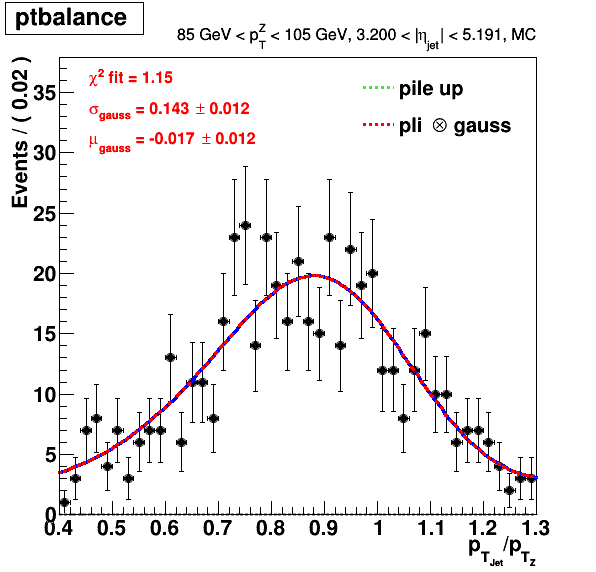 ptbalance
85 GeV < p_T^Z < 105 GeV, 3.200 < |η_jet| < 5.191, MC
χ² fit = 1.15
σ_gauss = 0.143 ± 0.012
μ_gauss = -0.017 ± 0.012
pile up
pli ⊗ gauss
Events / ( 0.02 )
35
30
25
20
15
10
5
0
0.4 0.5 0.6 0.7 0.8 0.9 1 1.1 1.2 1.3
p_T_Jet/p_T_Z